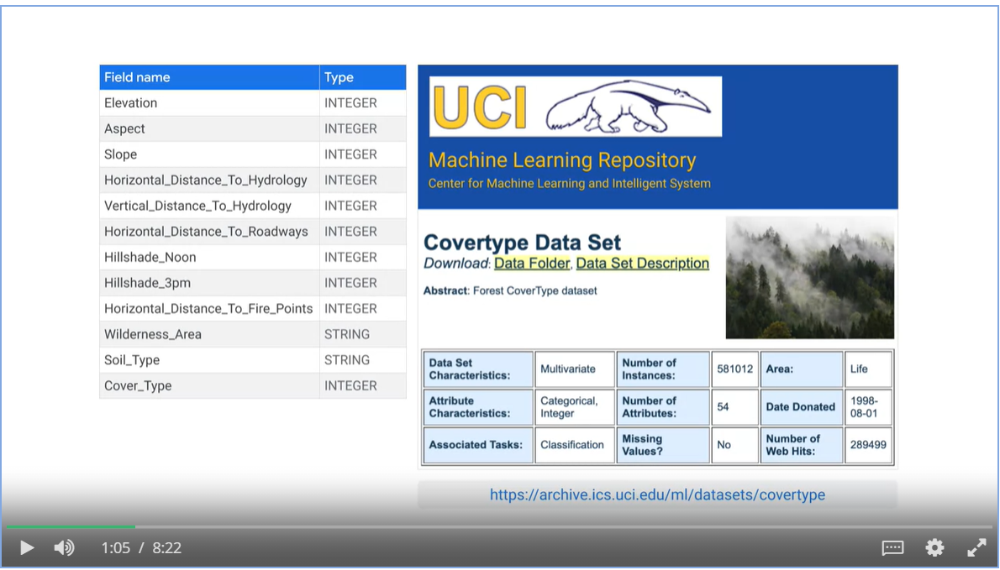 Field name Type
Elevation INTEGER
Aspect INTEGER
Slope INTEGER
Horizontal_Distance_To_Hydrology INTEGER
Vertical_Distance_To_Hydrology INTEGER
Horizontal_Distance_To_Roadways INTEGER
Hillshade_Noon INTEGER
Hillshade_3pm INTEGER
Horizontal_Distance_To_Fire_Points INTEGER
Wilderness_Area STRING
Soil_Type STRING
Cover_Type INTEGER
UCI
Machine Learning Repository
Center for Machine Learning and Intelligent System
Covertype Data Set
Download: Data Folder, Data Set Description
Abstract: Forest CoverType dataset
Data Set
Characteristics:
Multivariate
Number of
Instances:
581012
Area:
Life
Attribute
Characteristics:
Categorical,
Integer
Number of
Attributes:
54
Date Donated
1998-
08-01
Associated Tasks:
Classification
Missing
Values?
No
Number of
Web Hits:
289499
https://archive.ics.uci.edu/ml/datasets/covertype
1:05 / 8:22